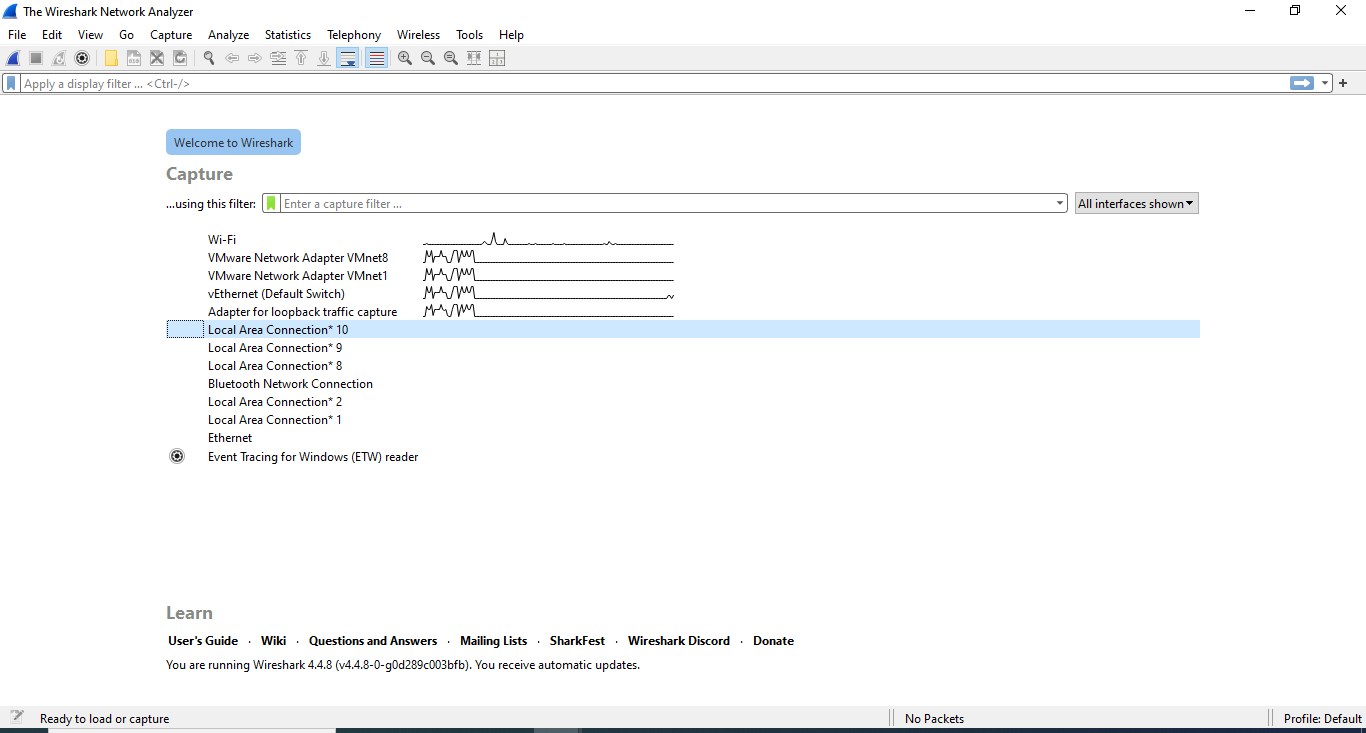 The Wireshark Network Analyzer
File Edit View Go Capture Analyze Statistics Telephony Wireless Tools Help
Apply a display filter ... <Ctrl-/>
Welcome to Wireshark
Capture
...using this filter: Enter a capture filter ... All interfaces shown
Wi-Fi
VMware Network Adapter VMnet8
VMware Network Adapter VMnet1
vEthernet (Default Switch)
Adapter for loopback traffic capture
Local Area Connection* 10
Local Area Connection* 9
Local Area Connection* 8
Bluetooth Network Connection
Local Area Connection* 2
Local Area Connection* 1
Ethernet
Event Tracing for Windows (ETW) reader
Learn
User's Guide · Wiki · Questions and Answers · Mailing Lists · SharkFest · Wireshark Discord · Donate
You are running Wireshark 4.4.8 (v4.4.8-0-g0d289c003bfb). You receive automatic updates.
Ready to load or capture No Packets Profile: Default